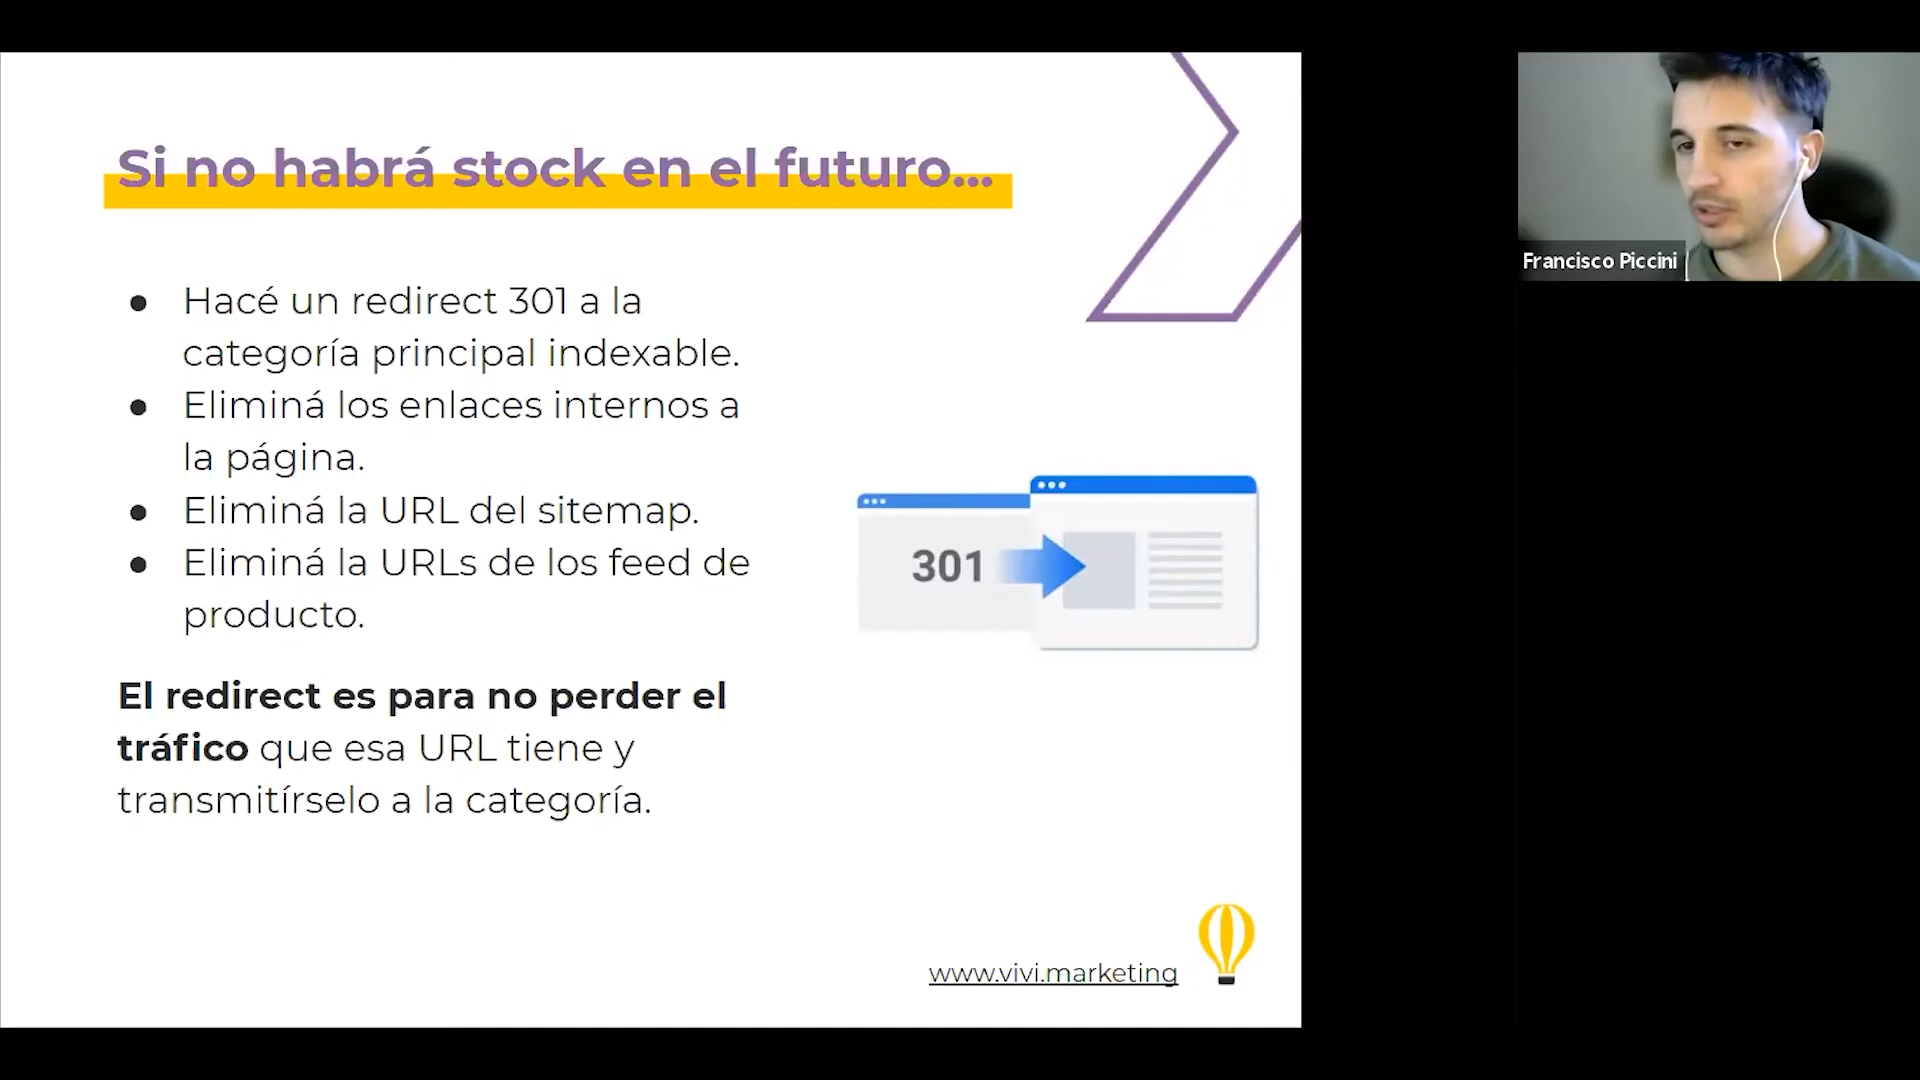 Si no habrá stock en el futuro...
● Hacé un redirect 301 a la
categoría principal indexable.
● Eliminá los enlaces internos a
la página.
● Eliminá la URL del sitemap.
● Eliminá la URLs de los feed de
producto.
El redirect es para no perder el
tráfico que esa URL tiene y
transmitírselo a la categoría.
301
www.vivi.marketing
Francisco Piccini